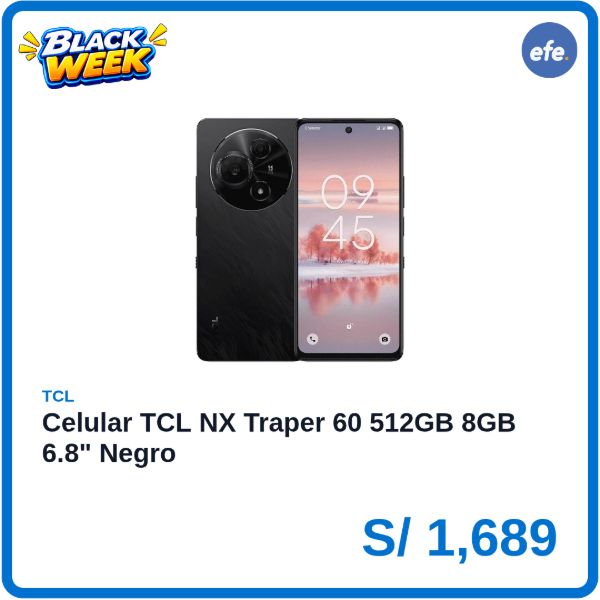 BLACK
WEEK
efe.
09
45
TCL
Celular TCL NX Traper 60 512GB 8GB
6.8" Negro
S/ 1,689